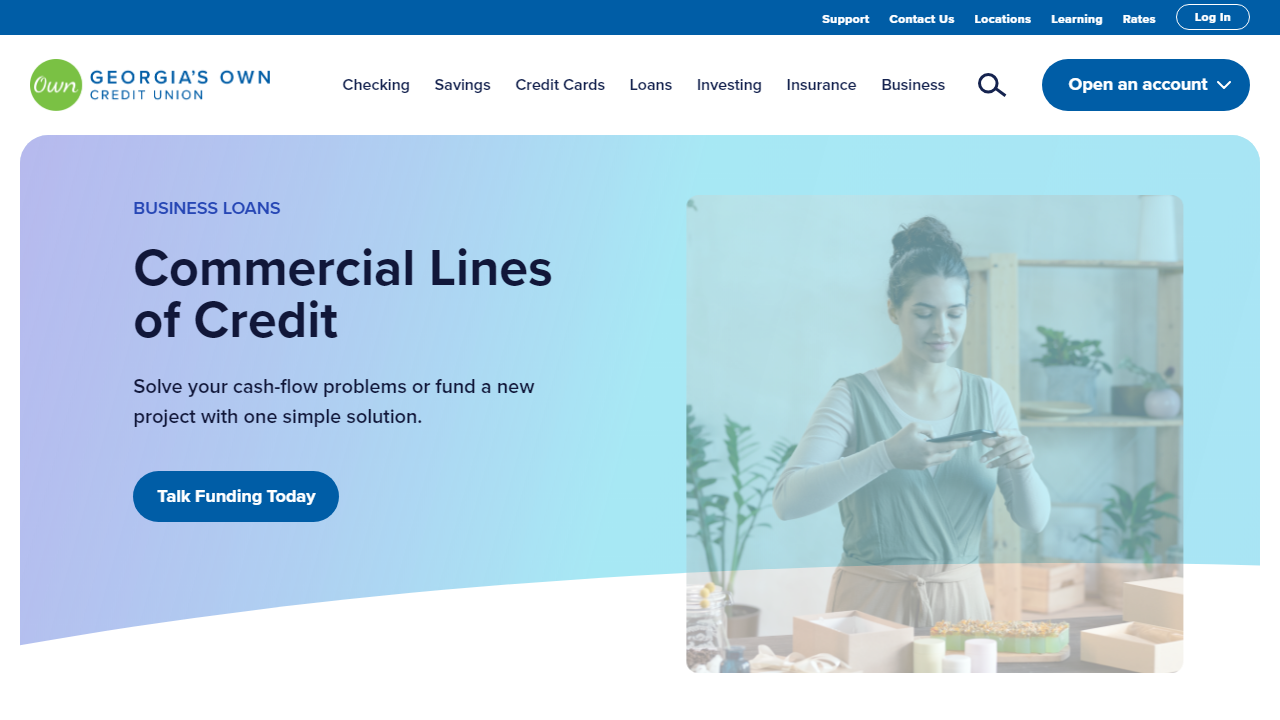 Support Contact Us Locations Learning Rates Log In
Own GEORGIA'S OWN
CREDIT UNION
Checking Savings Credit Cards Loans Investing Insurance Business Open an account
BUSINESS LOANS
Commercial Lines
of Credit
Solve your cash-flow problems or fund a new
project with one simple solution.
Talk Funding Today